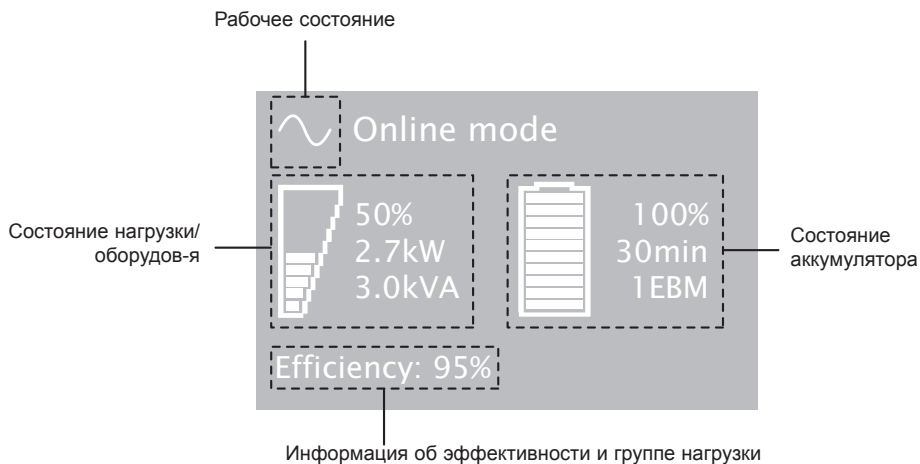 Рабочее состояние
Online mode
Состояние нагрузки/
оборудов-я
50%
2.7kW
3.0kVA
100%
30min
1EBM
Состояние
аккумулятора
Efficiency: 95%
Информация об эффективности и группе нагрузки